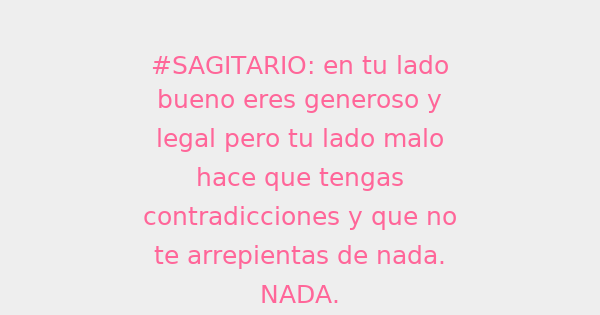 #SAGITARIO: en tu lado
bueno eres generoso y
legal pero tu lado malo
hace que tengas
contradicciones y que no
te arrepientas de nada.
NADA.